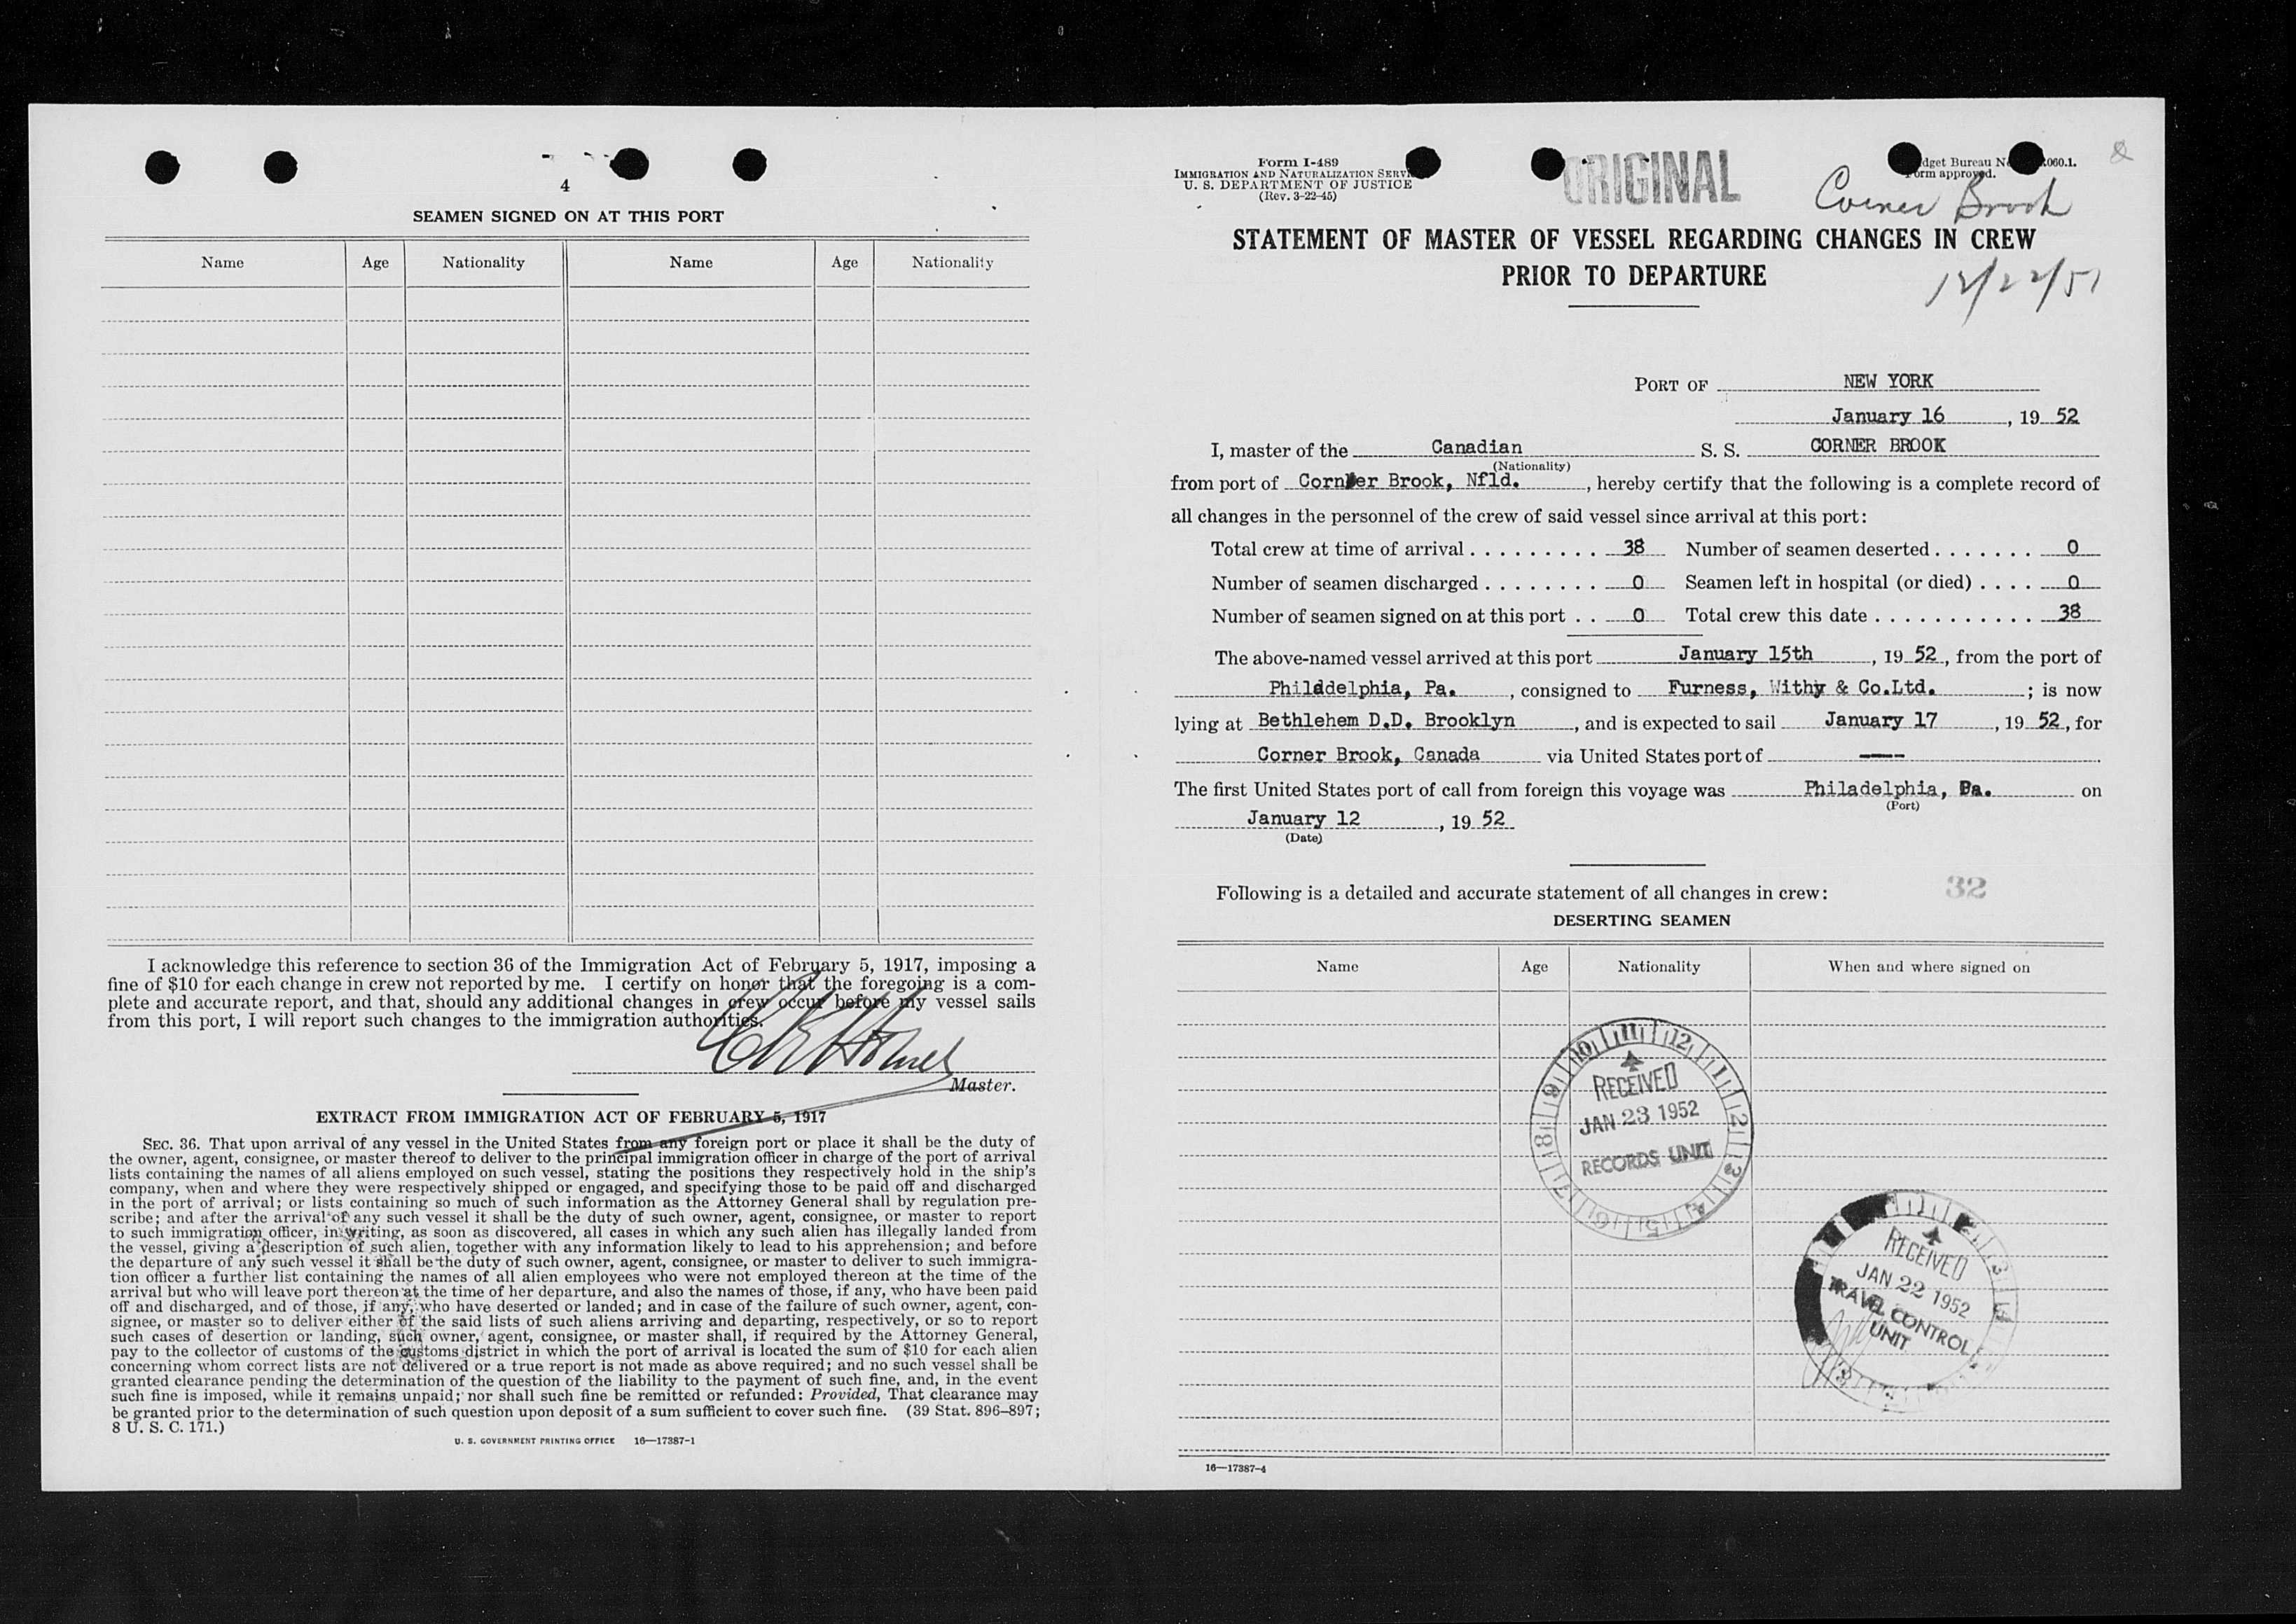 4
SEAMEN SIGNED ON AT THIS PORT
Name Age Nationality Name Age Nationality
I acknowledge this reference to section 36 of the Immigration Act of February 5, 1917, imposing a
fine of $10 for each change in crew not reported by me. I certify on honor that the foregoing is a com-
plete and accurate report, and that, should any additional changes in crew occur before my vessel sails
from this port, I will report such changes to the immigration authorities.
Master.
EXTRACT FROM IMMIGRATION ACT OF FEBRUARY 5, 1917
SEC. 36. That upon arrival of any vessel in the United States from any foreign port or place it shall be the duty of
the owner, agent, consignee, or master thereof to deliver to the principal immigration officer in charge of the port of arrival
lists containing the names of all aliens employed on such vessel, stating the positions they respectively hold in the ship's
company, when and where they were respectively shipped or engaged, and specifying those to be paid off and discharged
in the port of arrival; or lists containing so much of such information as the Attorney General shall by regulation pre-
scribe; and after the arrival of any such vessel it shall be the duty of such owner, agent, consignee, or master to report
to such immigration officer, in writing, as soon as discovered, all cases in which any such alien has illegally landed from
the vessel, giving a description of such alien, together with any information likely to lead to his apprehension; and before
the departure of any such vessel it shall be the duty of such owner, agent, consignee, or master to deliver to such immigra-
tion officer a further list containing the names of all alien employees who were not employed thereon at the time of the
arrival but who will leave port thereon at the time of her departure, and also the names of those, if any, who have been paid
off and discharged, and of those, if any, who have deserted or landed; and in case of the failure of such owner, agent, con-
signee, or master so to deliver either of the said lists of such aliens arriving and departing, respectively, or so to report
such cases of desertion or landing, such owner, agent, consignee, or master shall, if required by the Attorney General,
pay to the collector of customs of the customs district in which the port of arrival is located the sum of $10 for each alien
concerning whom correct lists are not delivered or a true report is not made as above required; and no such vessel shall be
granted clearance pending the determination of the question of the liability to the payment of such fine, and, in the event
such fine is imposed, while it remains unpaid; nor shall such fine be remitted or refunded: Provided, That clearance may
be granted prior to the determination of such question upon deposit of a sum sufficient to cover such fine. (39 Stat. 896–897;
8 U. S. C. 171.)
U. S. GOVERNMENT PRINTING OFFICE 16—17387-1
Form I-489
IMMIGRATION AND NATURALIZATION
U. S. DEPARTMENT OF JUSTICE
(Rev. 3-22-45)
ORIGINAL
Bureau 060.1.
Form approved.
Corner Brook
STATEMENT OF MASTER OF VESSEL REGARDING CHANGES IN CREW
PRIOR TO DEPARTURE
12/22/51
PORT OF NEW YORK
January 16, 19 52
I, master of the Canadian S. S. CORNER BROOK
(Nationality)
from port of Corner Brook, Nfld., hereby certify that the following is a complete record of
all changes in the personnel of the crew of said vessel since arrival at this port:
Total crew at time of arrival . . . . . . . . . 38 Number of seamen deserted . . . . . . . 0
Number of seamen discharged . . . . . . . . 0 Seamen left in hospital (or died) . . . . 0
Number of seamen signed on at this port . . 0 Total crew this date . . . . . . . . . . . 38
The above-named vessel arrived at this port January 15th, 19 52, from the port of
Philadelphia, Pa., consigned to Furness, Withy & Co.Ltd. ; is now
lying at Bethlehem D.D. Brooklyn, and is expected to sail January 17, 19 52, for
Corner Brook, Canada via United States port of ----
The first United States port of call from foreign this voyage was Philadelphia, Pa. on
(Port)
January 12, 19 52
(Date)
Following is a detailed and accurate statement of all changes in crew:
32
DESERTING SEAMEN
Name Age Nationality When and where signed on
RECEIVED
JAN 23 1952
RECORDS UNIT
RECEIVED
JAN 22 1952
TRAVEL CONTROL
UNIT
16—17387-4